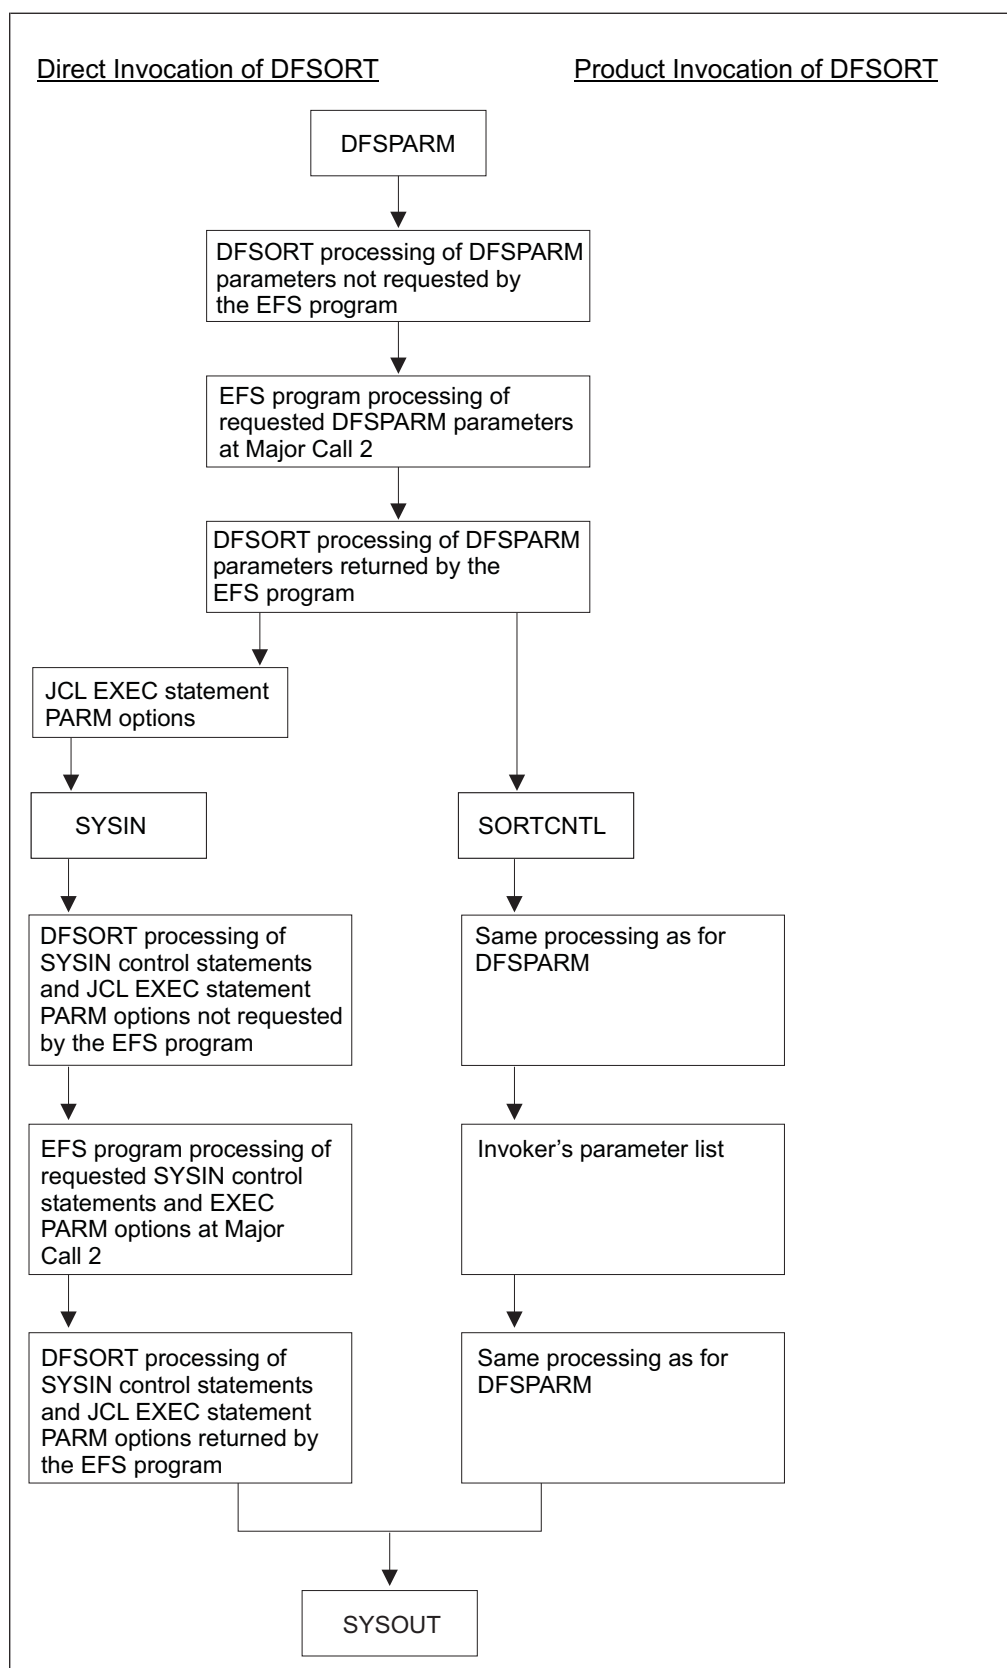 Direct Invocation of DFSORT
Product Invocation of DFSORT
DFSPARM
DFSORT processing of DFSPARM
parameters not requested by
the EFS program
EFS program processing of
requested DFSPARM parameters
at Major Call 2
DFSORT processing of DFSPARM
parameters returned by the
EFS program
JCL EXEC statement
PARM options
SYSIN
SORTCNTL
DFSORT processing of
SYSIN control statements
and JCL EXEC statement
PARM options not requested
by the EFS program
Same processing as for
DFSPARM
EFS program processing of
requested SYSIN control
statements and EXEC
PARM options at Major
Call 2
Invoker's parameter list
DFSORT processing of
SYSIN control statements
and JCL EXEC statement
PARM options returned by
the EFS program
Same processing as for
DFSPARM
SYSOUT